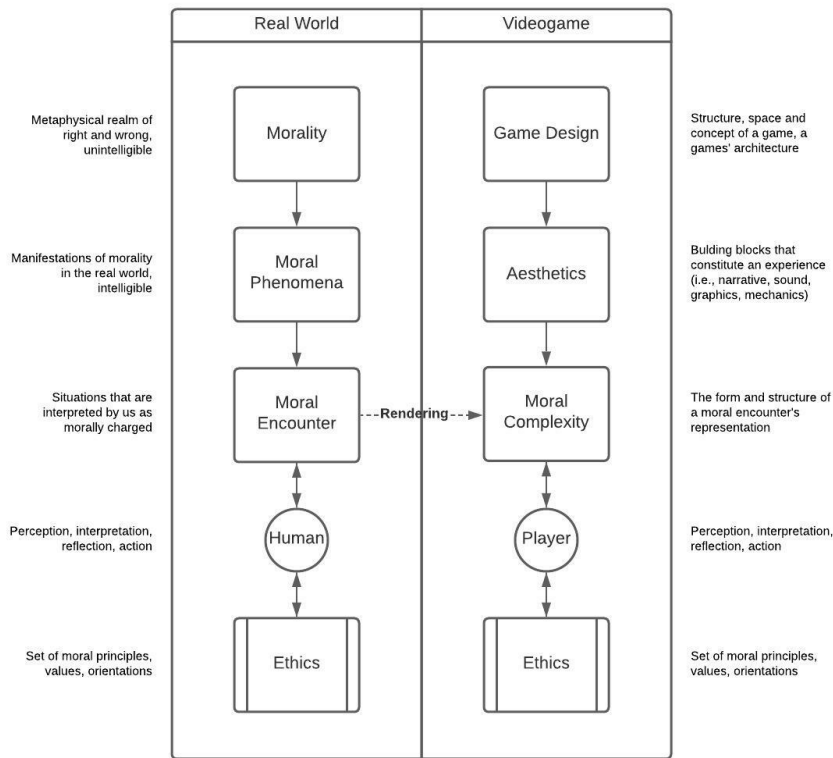 Real World
Videogame
Metaphysical realm of
right and wrong,
unintelligible
Morality
Game Design
Structure, space and
concept of a game, a
games' architecture
Manifestations of morality
in the real world,
intelligible
Moral
Phenomena
Aesthetics
Bulding blocks that
constitute an experience
(i.e., narrative, sound,
graphics, mechanics)
Situations that are
interpreted by us as
morally charged
Moral
Encounter
Rendering
Moral
Complexity
The form and structure of
a moral encounter's
representation
Perception, interpretation,
reflection, action
Human
Player
Perception, interpretation,
reflection, action
Set of moral principles,
values, orientations
Ethics
Ethics
Set of moral principles,
values, orientations